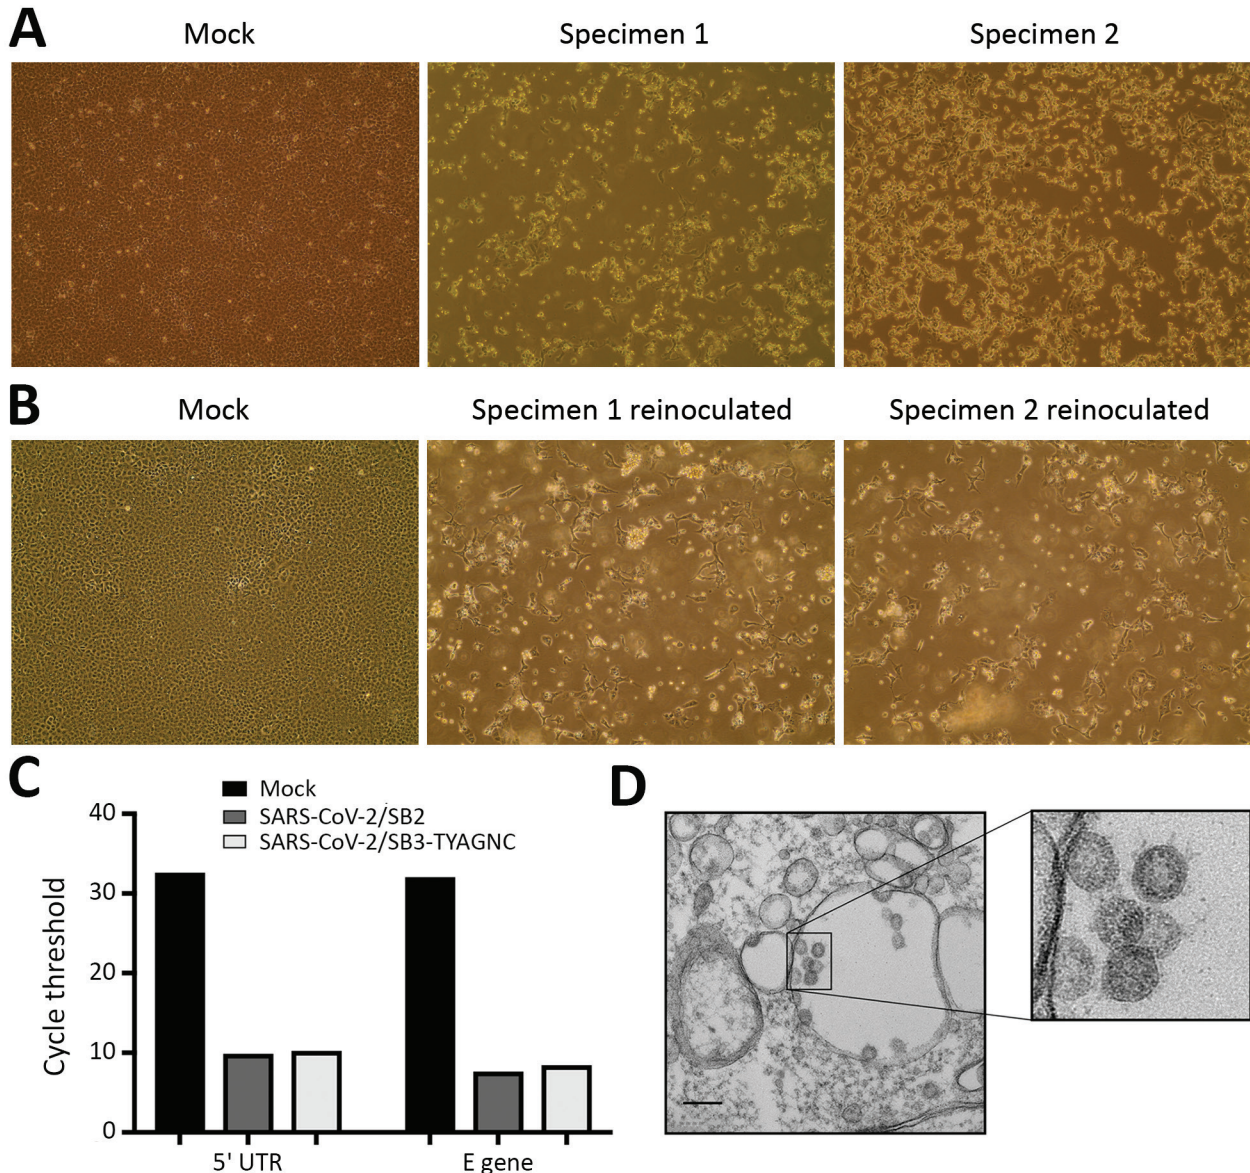 A
Mock
Specimen 1
Specimen 2
B
Mock
Specimen 1 reinoculated
Specimen 2 reinoculated
C
Mock
SARS-CoV-2/SB2
SARS-CoV-2/SB3-TYAGNC
Cycle threshold
40
30
20
10
0
5' UTR
E gene
D